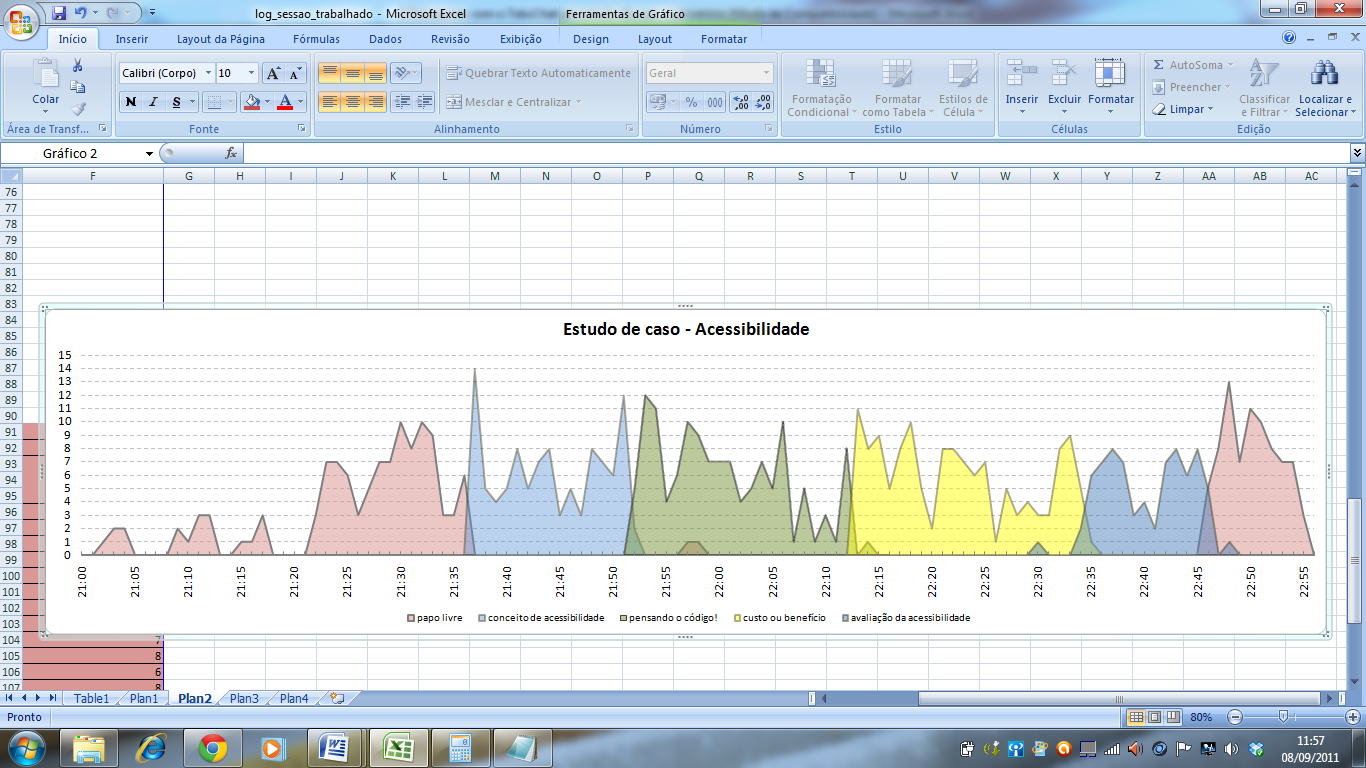 log_sessao_trabalhado - Microsoft Excel
Ferramentas de Gráfico
Início Inserir Layout da Página Fórmulas Dados Revisão Exibição Design Layout Formatar
Colar
Calibri (Corpo) 10
N I S
Quebrar Texto Automaticamente
Mesclar e Centralizar
Geral
% 000
Formatação Condicional
Formatar como Tabela
Estilos de Célula
Inserir Excluir Formatar
AutoSoma
Preencher
Limpar
Classificar e Filtrar
Localizar e Selecionar
Área de Transf... Fonte Alinhamento Número Estilo Células Edição
Gráfico 2 fx
F G H I J K L M N O P Q R S T U V W X Y Z AA AB AC
76
77
78
79
80
81
82
83
84
85
86
87
88
89
90
91
92
93
94
95
96
97
98
99
100
101
102
103
104 7
105 8
106 6
107 8
Estudo de caso - Acessibilidade
15
14
13
12
11
10
9
8
7
6
5
4
3
2
1
0
21:00 21:05 21:10 21:15 21:20 21:25 21:30 21:35 21:40 21:45 21:50 21:55 22:00 22:05 22:10 22:15 22:20 22:25 22:30 22:35 22:40 22:45 22:50 22:55
papo livre conceito de acessibilidade pensando o código! custo ou benefício avaliação da acessibilidade
Table1 Plan1 Plan2 Plan3 Plan4
Pronto 80%
11:57
08/09/2011